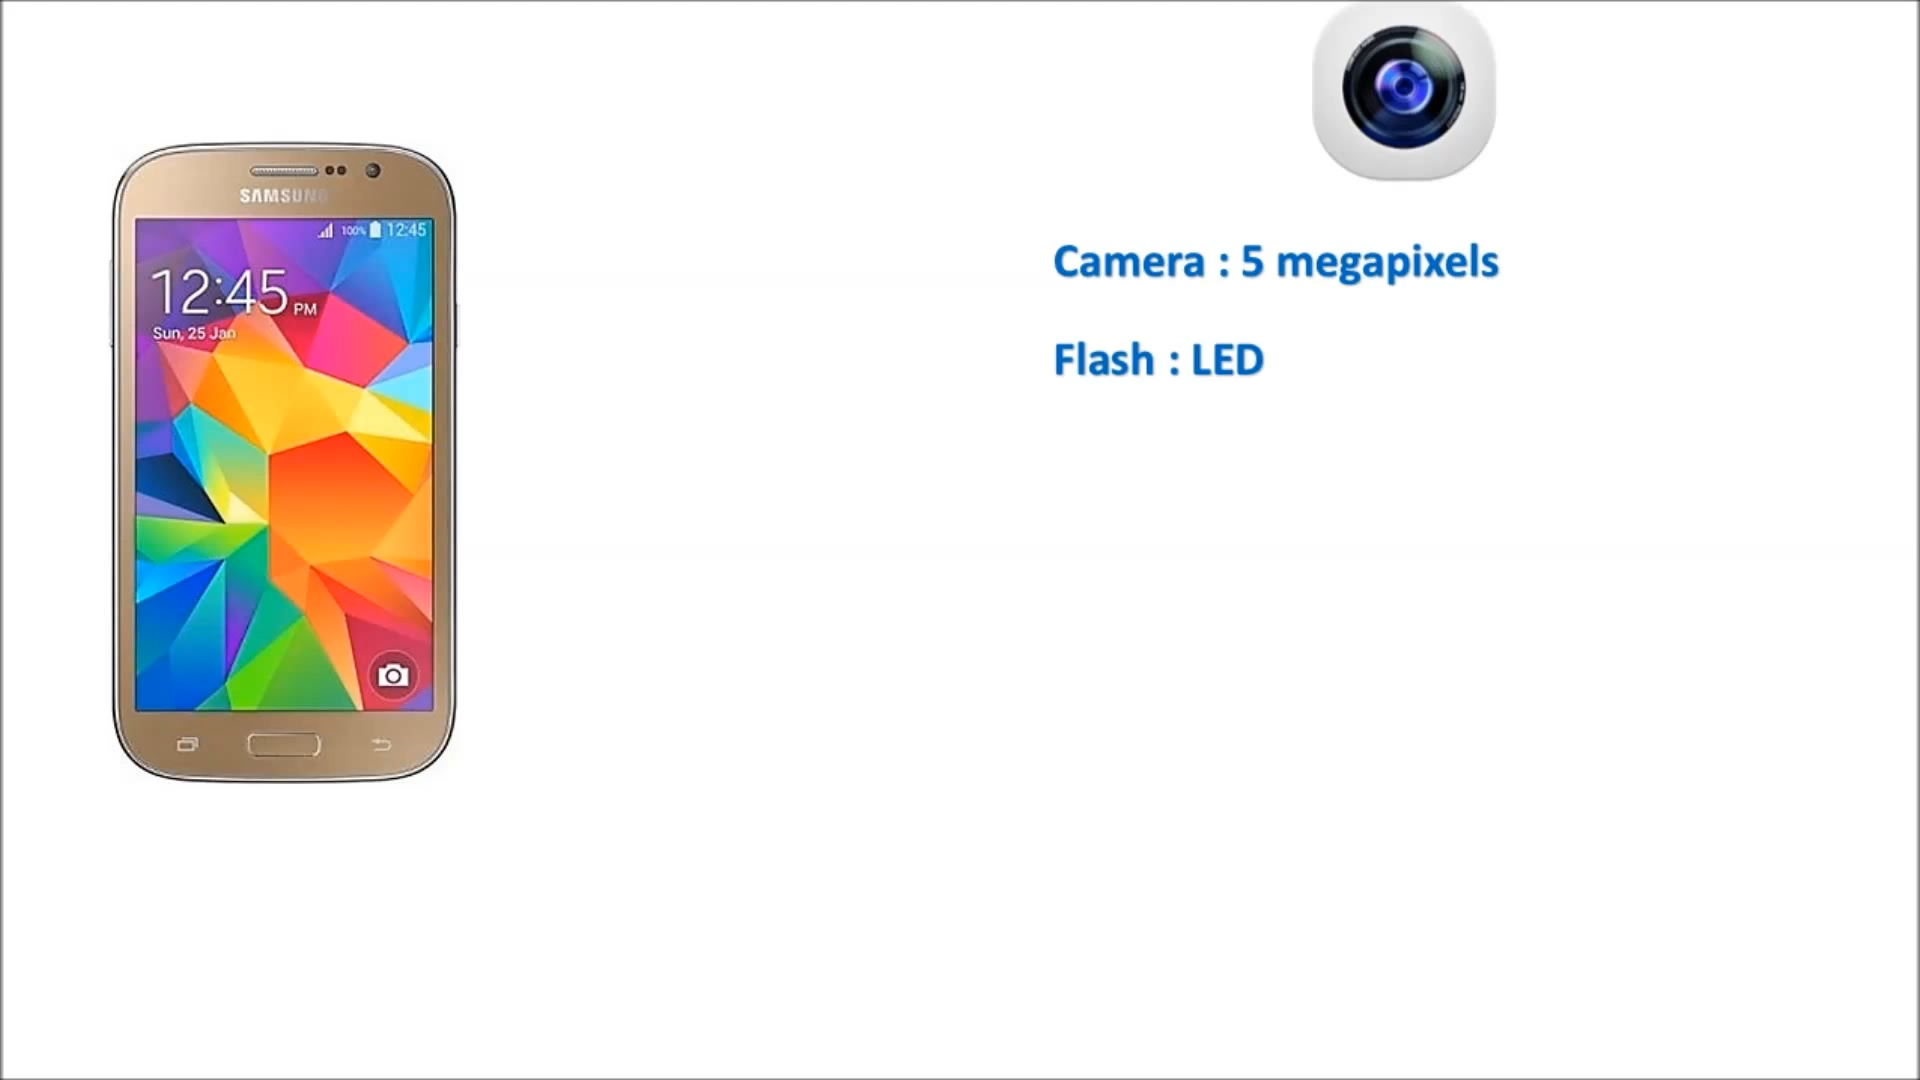 SAMSUNG
100% 12:45
12:45 PM
Sun, 25 Jan
Camera : 5 megapixels
Flash : LED